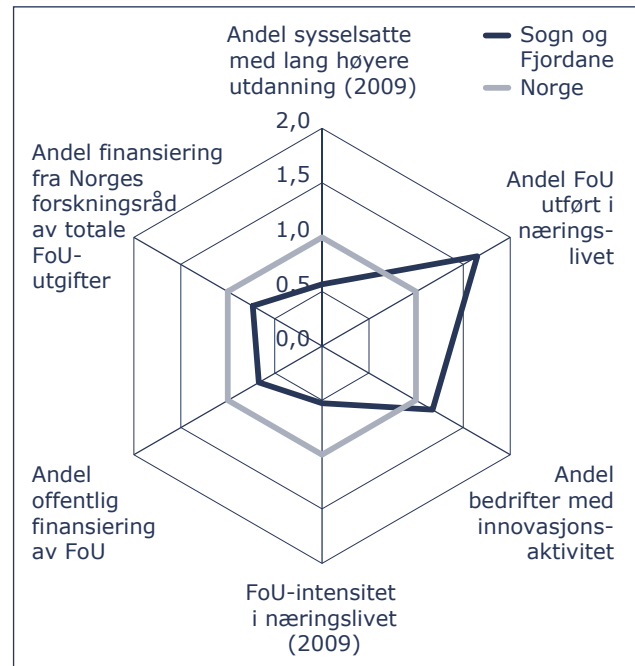 Andel sysselsatte
med lang høyere
utdanning (2009)
Sogn og
Fjordane
Norge
2,0
1,5
1,0
0,5
0,0
Andel finansiering
fra Norges
forskningsråd
av totale
FoU-
utgifter
Andel FoU
utført i
nærings-
livet
Andel
offentlig
finansiering
av FoU
Andel
bedrifter med
innovasjons-
aktivitet
FoU-intensitet
i næringslivet
(2009)